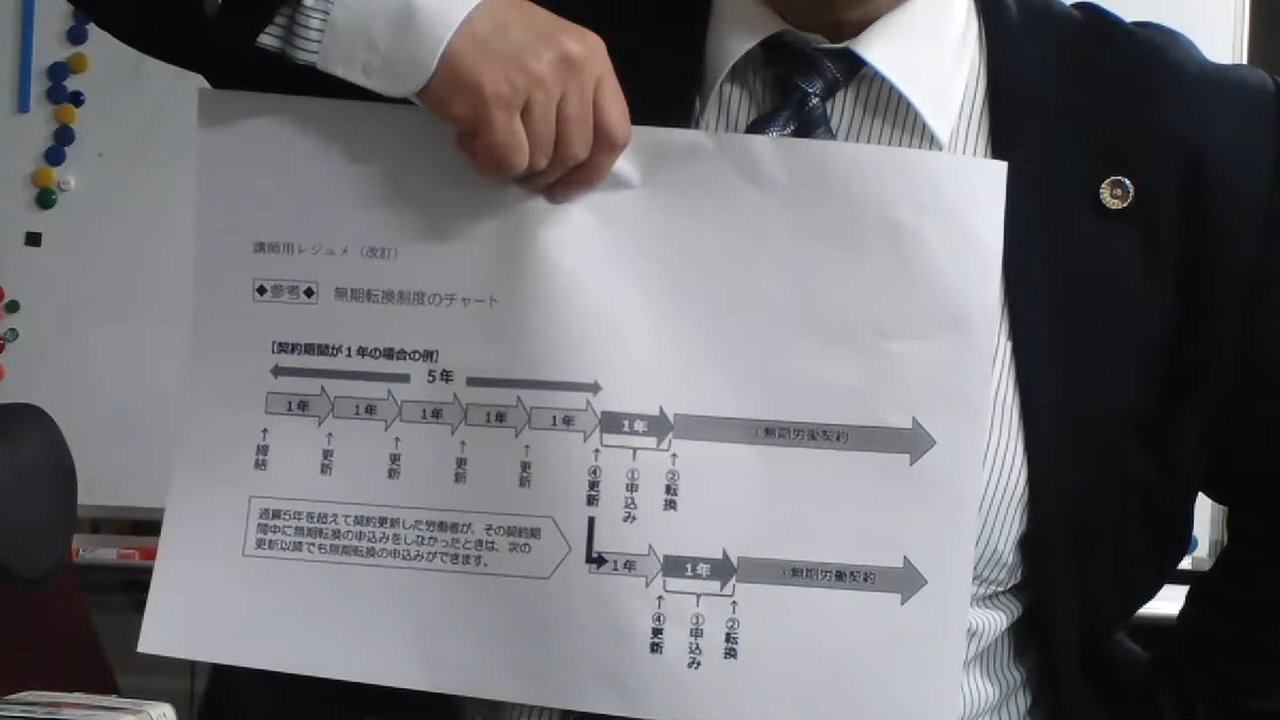 講師用レジュメ（改訂）
◆参考◆ 無期転換制度のチャート
【契約期間が１年の場合の例】
５年
１年 １年 １年 １年 １年 １年 無期労働契約
↑締結 ↑更新 ↑更新 ↑更新 ↑更新 ↑④更新 ①申込み ↑②転換
通算5年を超えて契約更新した労働者が、その契約期
間中に無期転換の申込みをしなかったときは、次の
更新以降でも無期転換の申込みができます。
１年 １年 無期労働契約
↑④更新 ①申込み ↑②転換